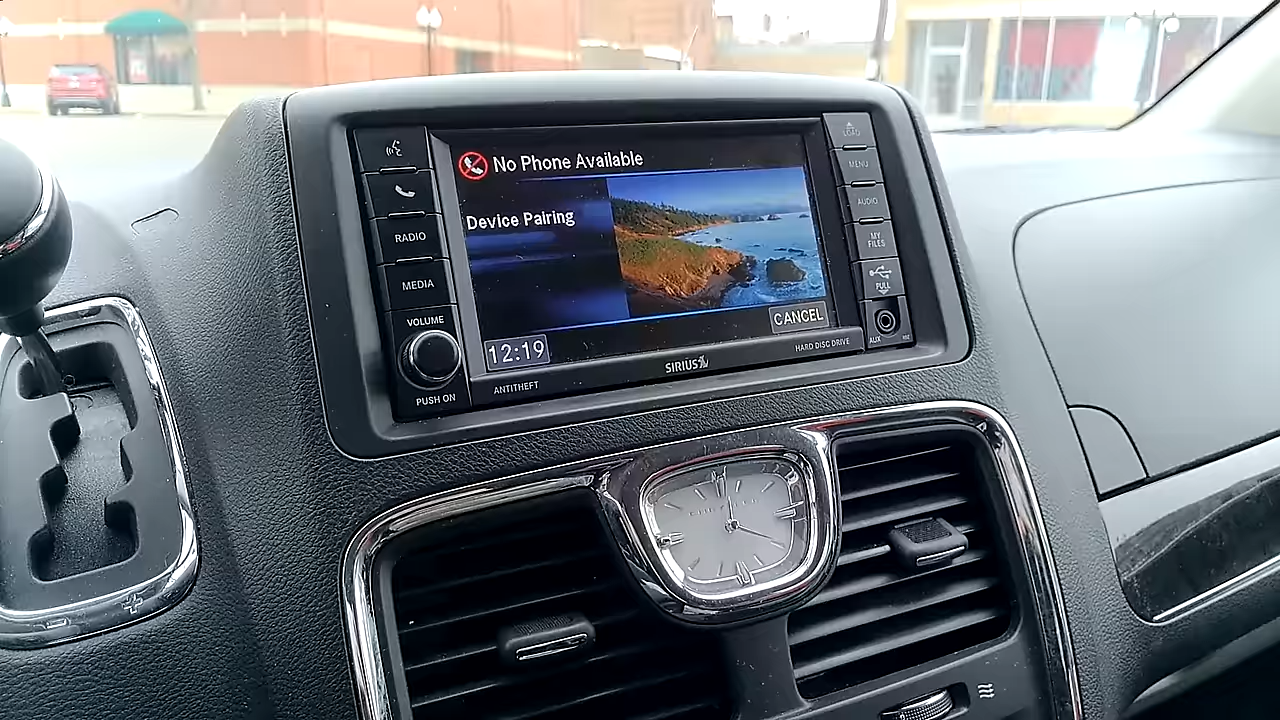 No Phone Available
Device Pairing
CANCEL
12:19
RADIO
MEDIA
VOLUME
PUSH ON
ANTITHEFT
SIRIUS
HARD DISC DRIVE
LOAD
MENU
AUDIO
MY
FILES
PULL
AUX